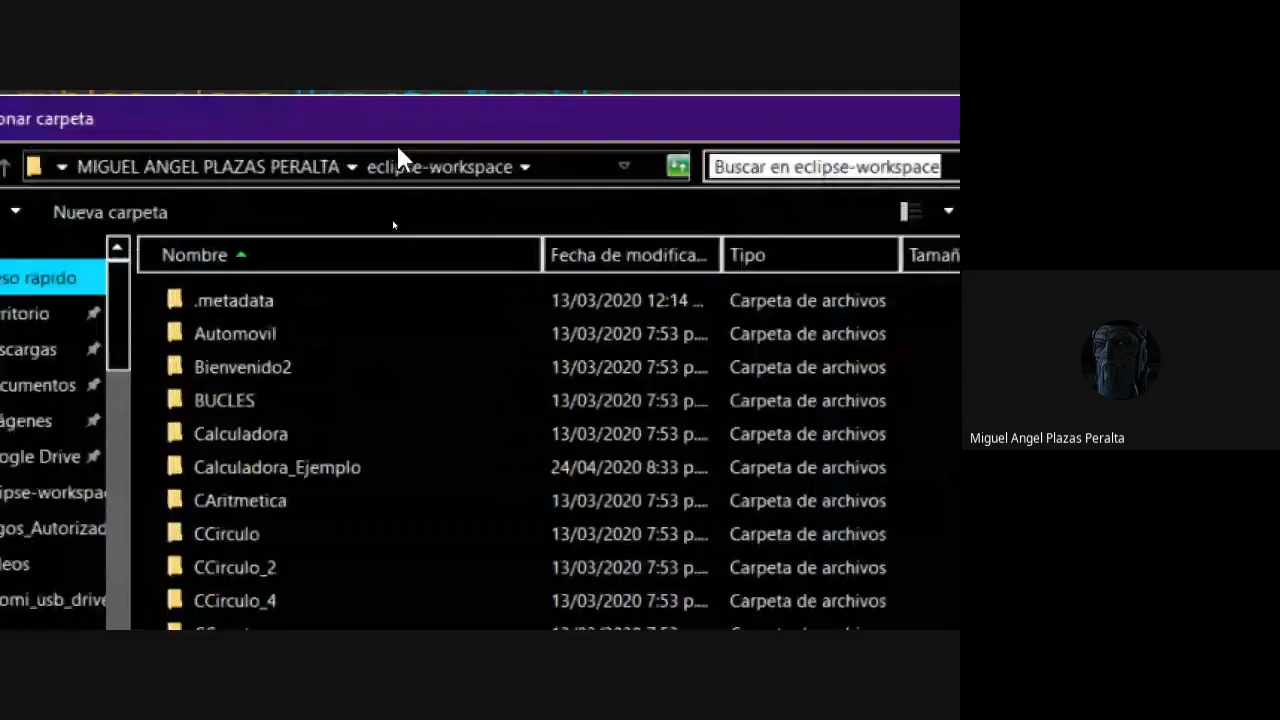 onar carpeta
MIGUEL ANGEL PLAZAS PERALTA eclipse-workspace Buscar en eclipse-workspace
Nueva carpeta
Nombre Fecha de modifica... Tipo Tamañ
eso rápido
ritorio
scargas
cumentos
ágenes
ogle Drive
ipse-workspa
gos_Autorizad
eos
omi_usb_drive
.metadata 13/03/2020 12:14 ... Carpeta de archivos
Automovil 13/03/2020 7:53 p.... Carpeta de archivos
Bienvenido2 13/03/2020 7:53 p.... Carpeta de archivos
BUCLES 13/03/2020 7:53 p.... Carpeta de archivos
Calculadora 13/03/2020 7:53 p.... Carpeta de archivos
Calculadora_Ejemplo 24/04/2020 8:33 p.... Carpeta de archivos
CAritmetica 13/03/2020 7:53 p.... Carpeta de archivos
CCirculo 13/03/2020 7:53 p.... Carpeta de archivos
CCirculo_2 13/03/2020 7:53 p.... Carpeta de archivos
CCirculo_4 13/03/2020 7:53 p.... Carpeta de archivos
Miguel Angel Plazas Peralta